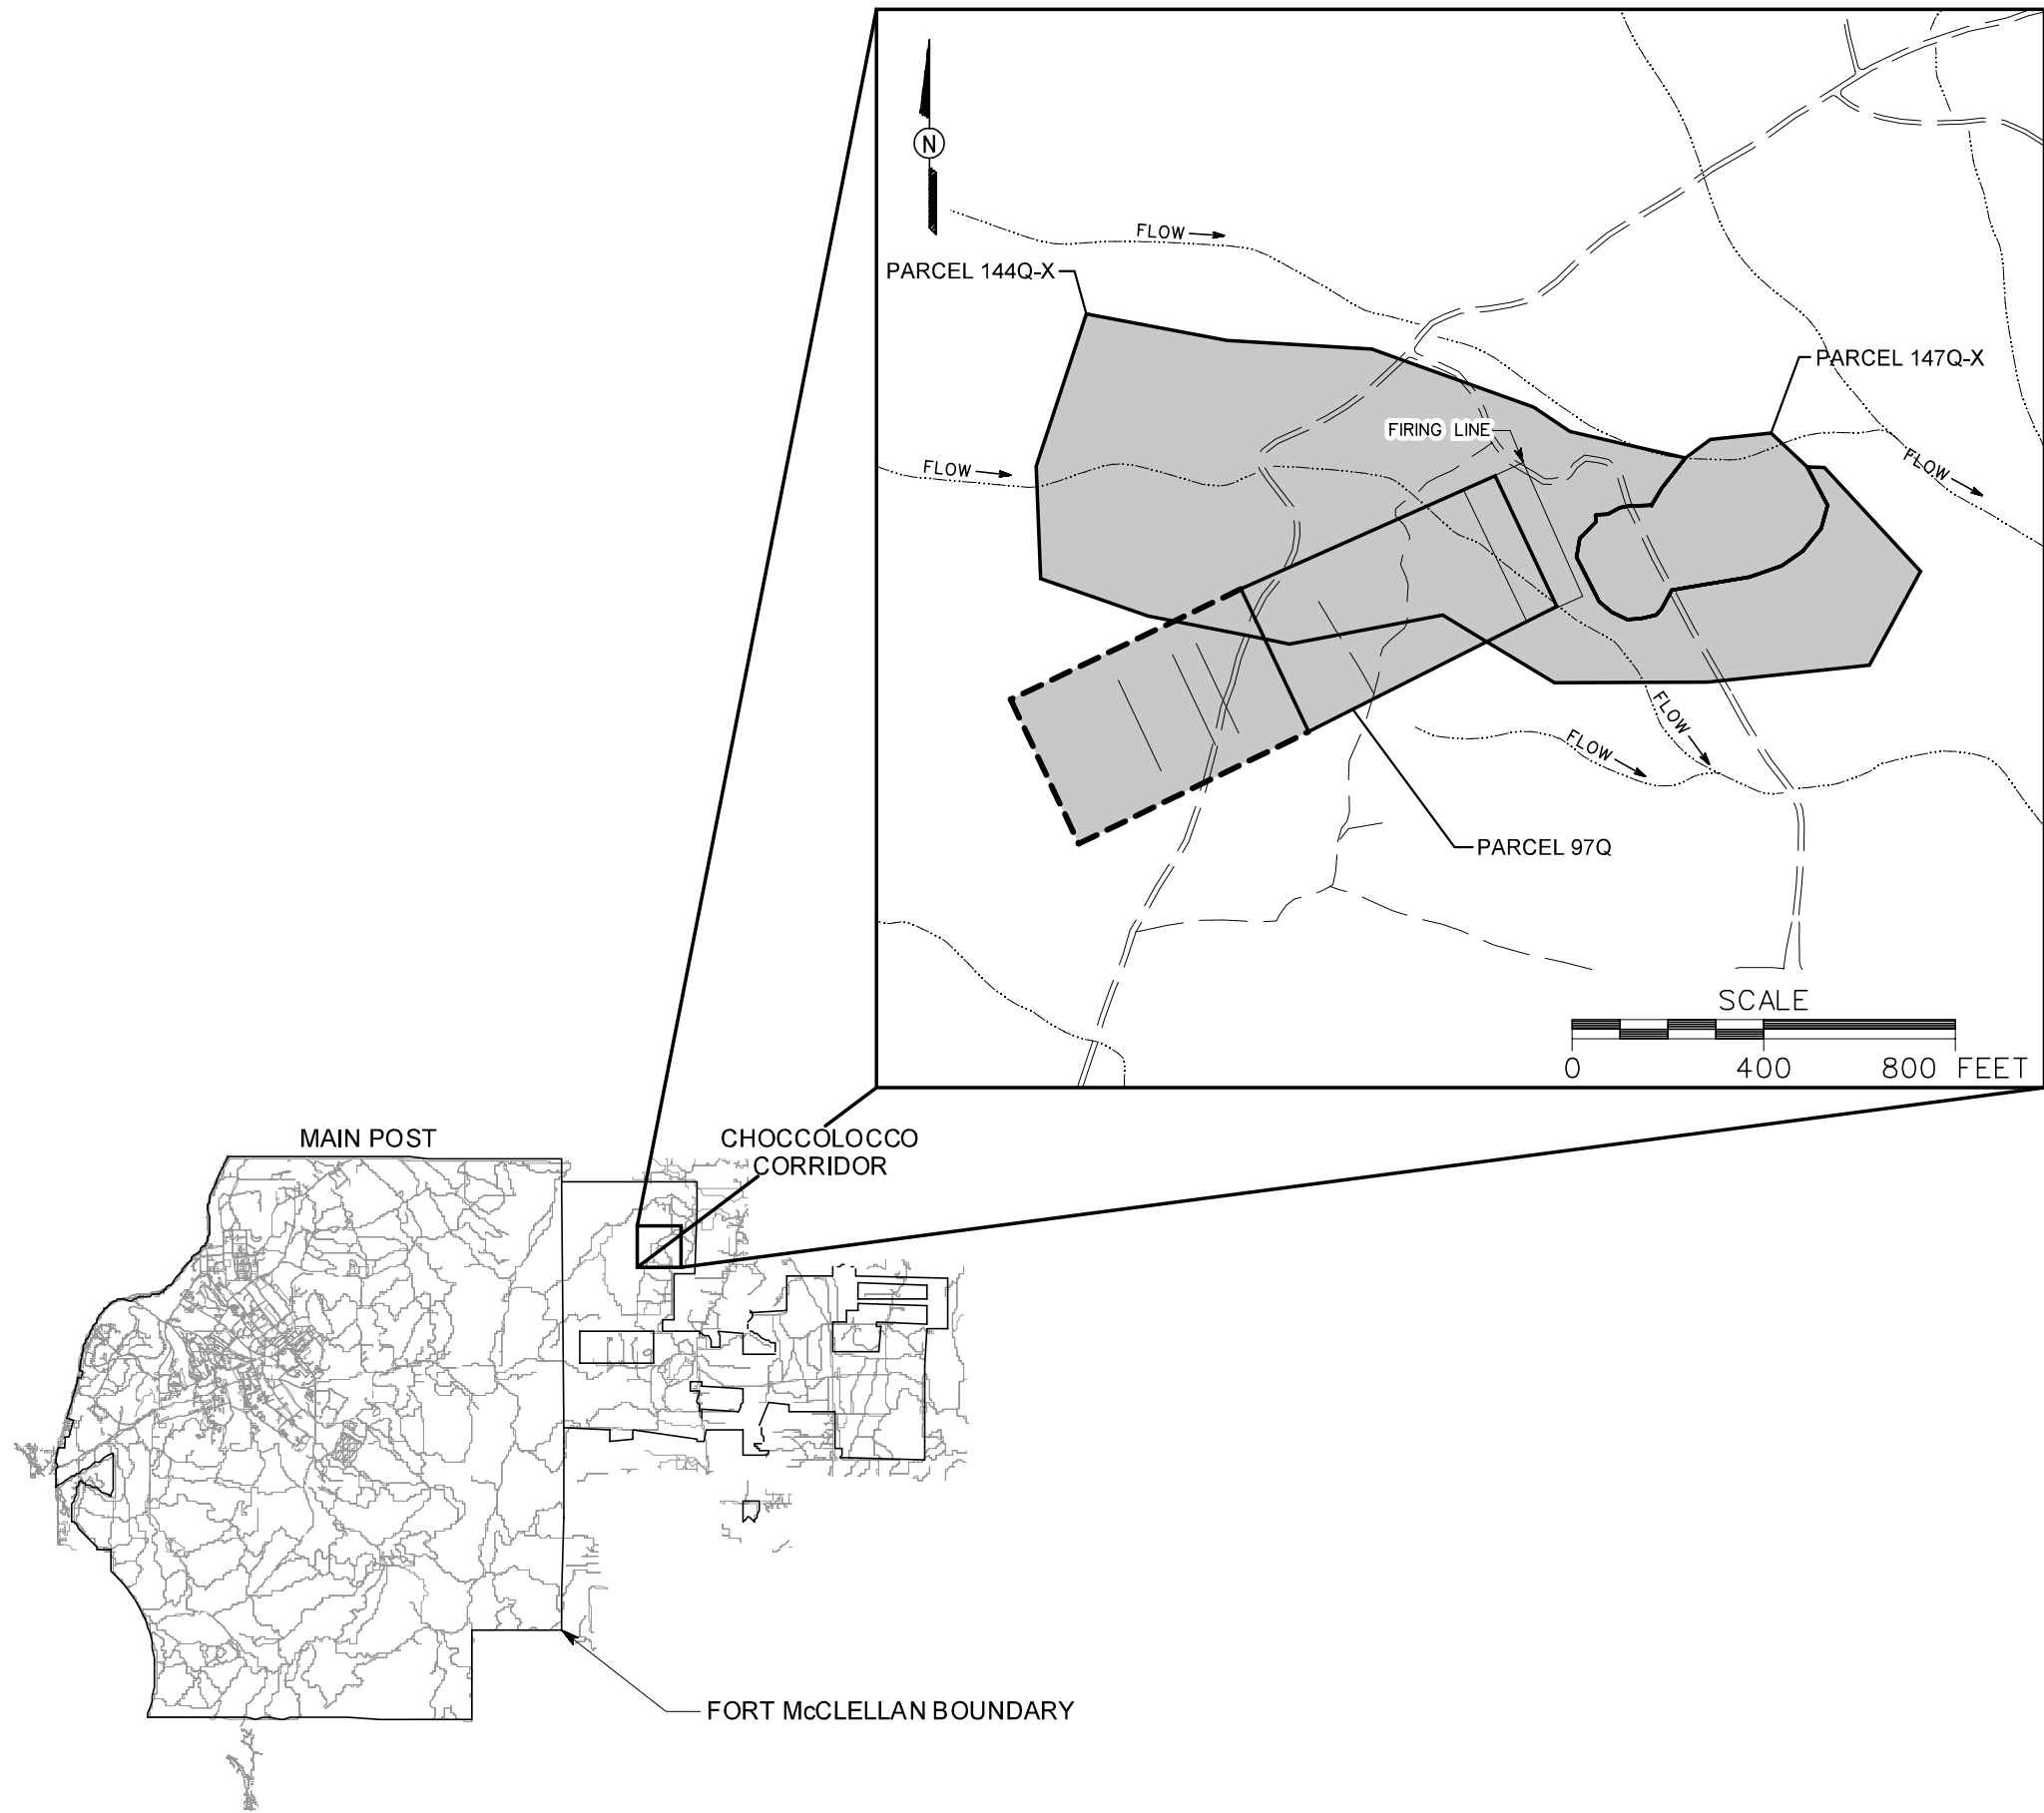 N
FLOW
PARCEL 144Q-X
PARCEL 147Q-X
FIRING LINE
FLOW
FLOW
FLOW
FLOW
PARCEL 97Q
SCALE
0 400 800 FEET
MAIN POST
CHOCCOLOCCO
CORRIDOR
FORT McCLELLAN BOUNDARY